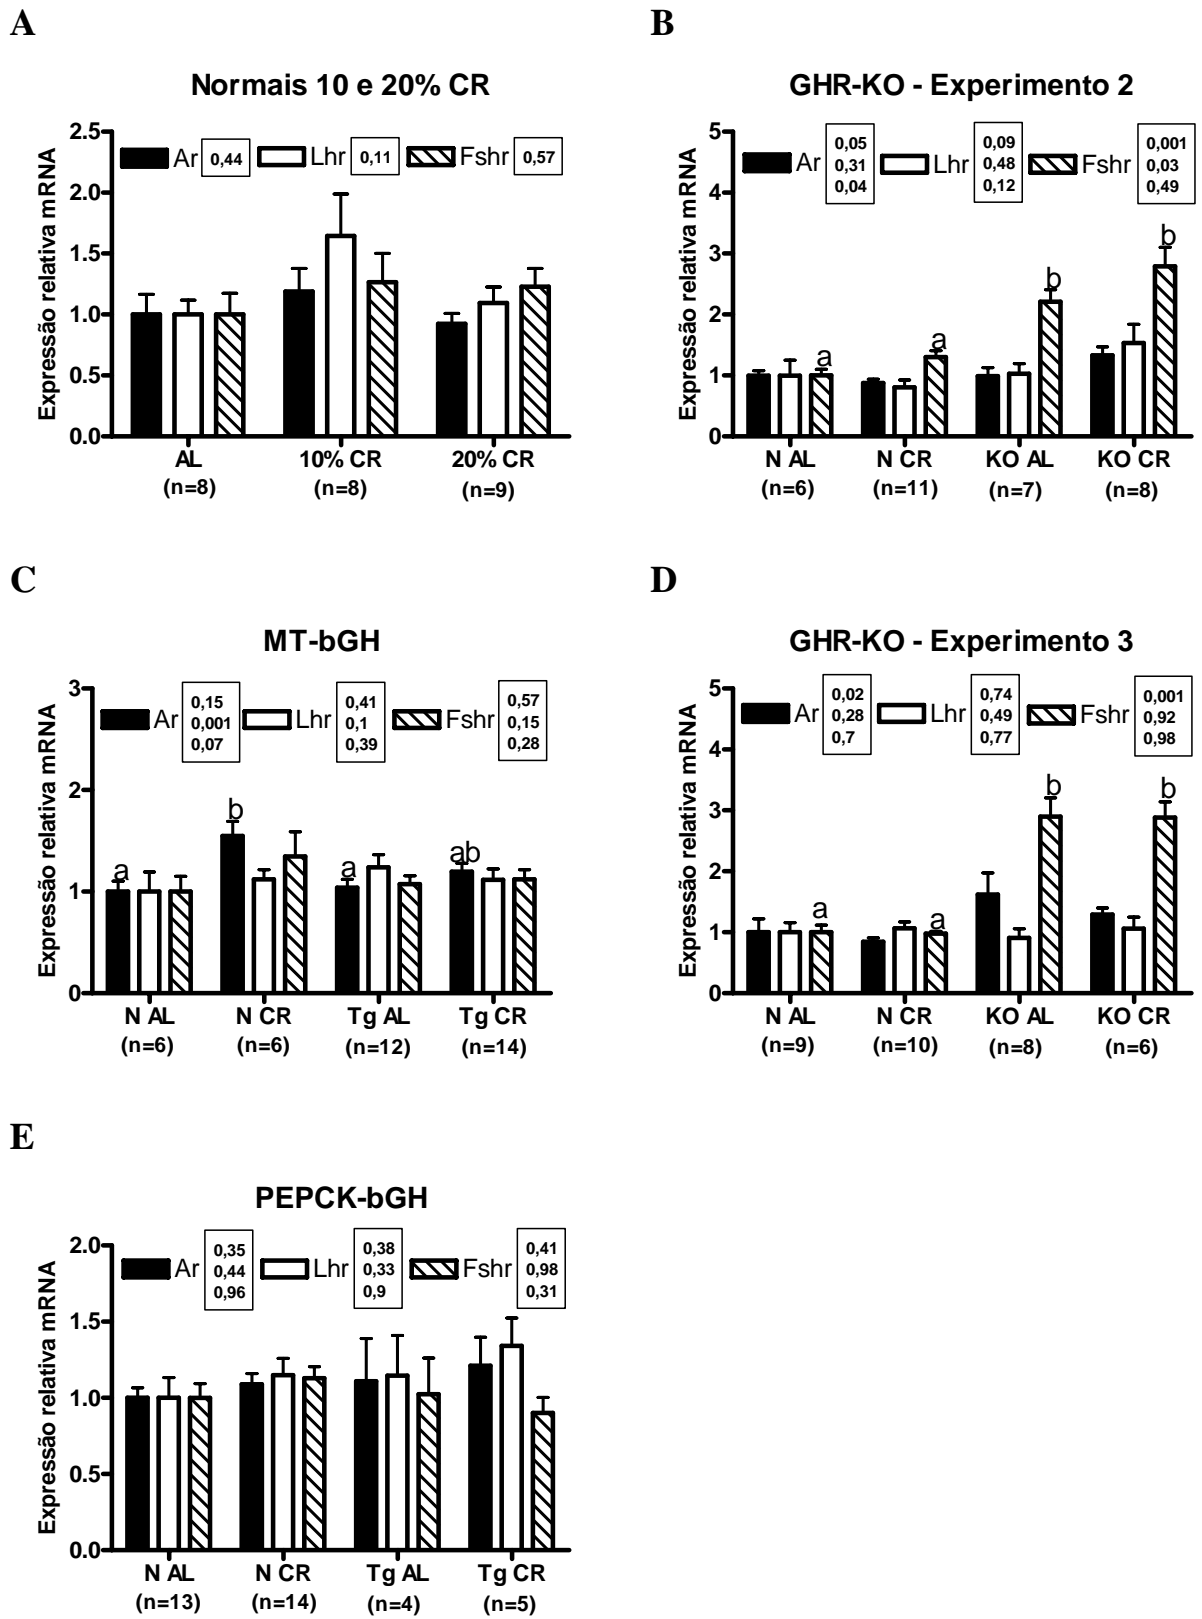 A
Normais 10 e 20% CR
Expressão relativa mRNA
2.5
2.0
1.5
1.0
0.5
0.0
Ar 0,44 Lhr 0,11 Fshr 0,57
AL 10% CR 20% CR
(n=8) (n=8) (n=9)
B
GHR-KO - Experimento 2
Expressão relativa mRNA
5
4
3
2
1
0
Ar
0,05
0,31
0,04
Lhr
0,09
0,48
0,12
Fshr
0,001
0,03
0,49
a a b b
N AL N CR KO AL KO CR
(n=6) (n=11) (n=7) (n=8)
C
MT-bGH
Expressão relativa mRNA
3
2
1
0
Ar
0,15
0,001
0,07
Lhr
0,41
0,1
0,39
Fshr
0,57
0,15
0,28
a b a ab
N AL N CR Tg AL Tg CR
(n=6) (n=6) (n=12) (n=14)
D
GHR-KO - Experimento 3
Expressão relativa mRNA
5
4
3
2
1
0
Ar
0,02
0,28
0,7
Lhr
0,74
0,49
0,77
Fshr
0,001
0,92
0,98
a a b b
N AL N CR KO AL KO CR
(n=9) (n=10) (n=8) (n=6)
E
PEPCK-bGH
Expressão relativa mRNA
2.0
1.5
1.0
0.5
0.0
Ar
0,35
0,44
0,96
Lhr
0,38
0,33
0,9
Fshr
0,41
0,98
0,31
N AL N CR Tg AL Tg CR
(n=13) (n=14) (n=4) (n=5)